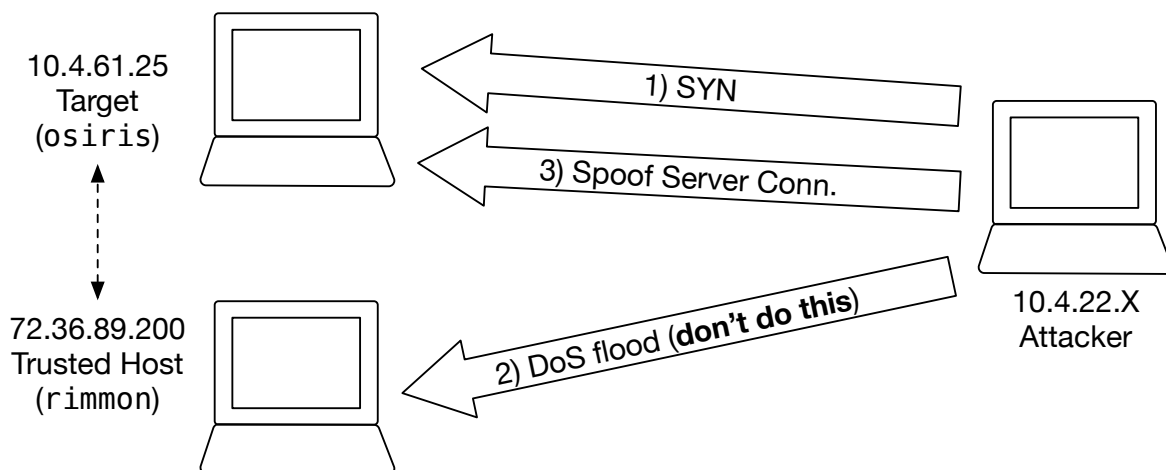 10.4.61.25
Target
(osiris)
1) SYN
3) Spoof Server Conn.
72.36.89.200
Trusted Host
(rimmon)
2) DoS flood (don't do this)
10.4.22.X
Attacker